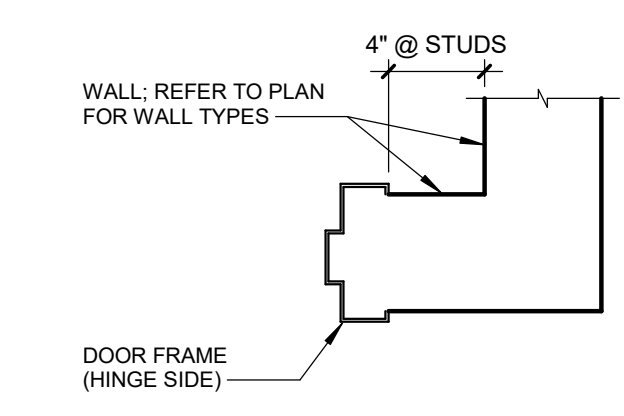 4" @ STUDS
WALL; REFER TO PLAN
FOR WALL TYPES
DOOR FRAME
(HINGE SIDE)